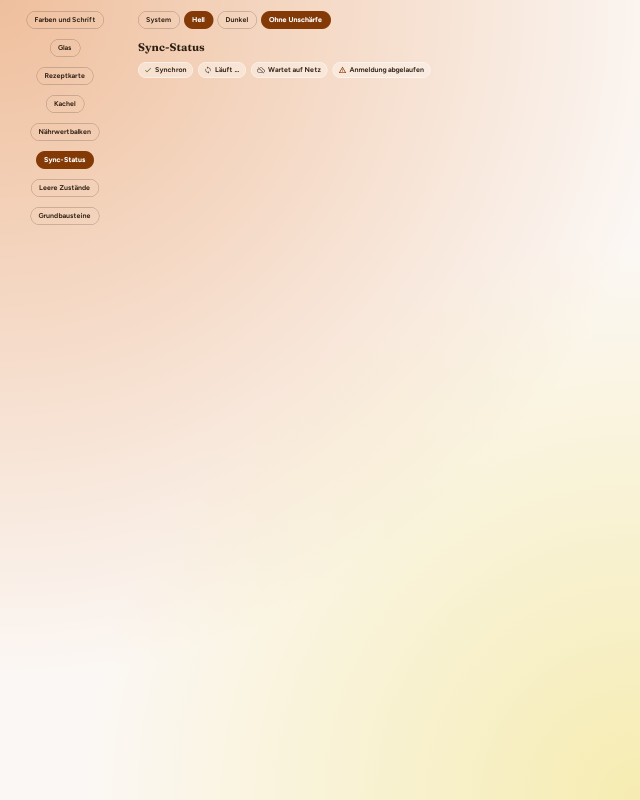 Farben und Schrift
Glas
Rezeptkarte
Kachel
Nährwertbalken
Sync-Status
Leere Zustände
Grundbausteine
System Hell Dunkel Ohne Unschärfe
Sync-Status
Synchron Läuft … Wartet auf Netz Anmeldung abgelaufen